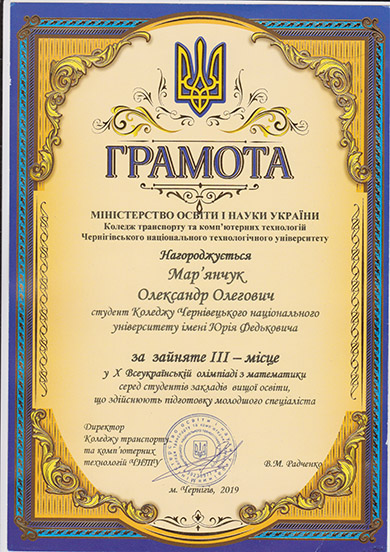 ГРАМОТА
МІНІСТЕРСТВО ОСВІТИ І НАУКИ УКРАЇНИ
Коледж транспорту та комп'ютерних технологій
Чернігівського національного технологічного університету
Нагороджується
Мар'янчук
Олександр Олегович
студент Коледжу Чернівецького національного
університету імені Юрія Федьковича
за зайняте III – місце
у X Всеукраїнській олімпіаді з математики
серед студентів закладів вищої освіти,
що здійснюють підготовку молодшого спеціаліста
Директор
Коледжу транспорту
та комп'ютерних
технологій ЧНТУ
В.М. Радченко
м. Чернігів, 2019